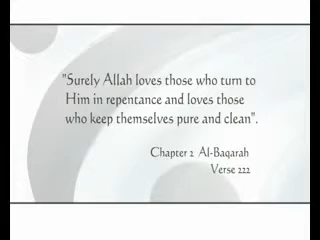 "Surely Allah loves those who turn to
Him in repentance and loves those
who keep themselves pure and clean".
Chapter 2 Al-Baqarah
Verse 222